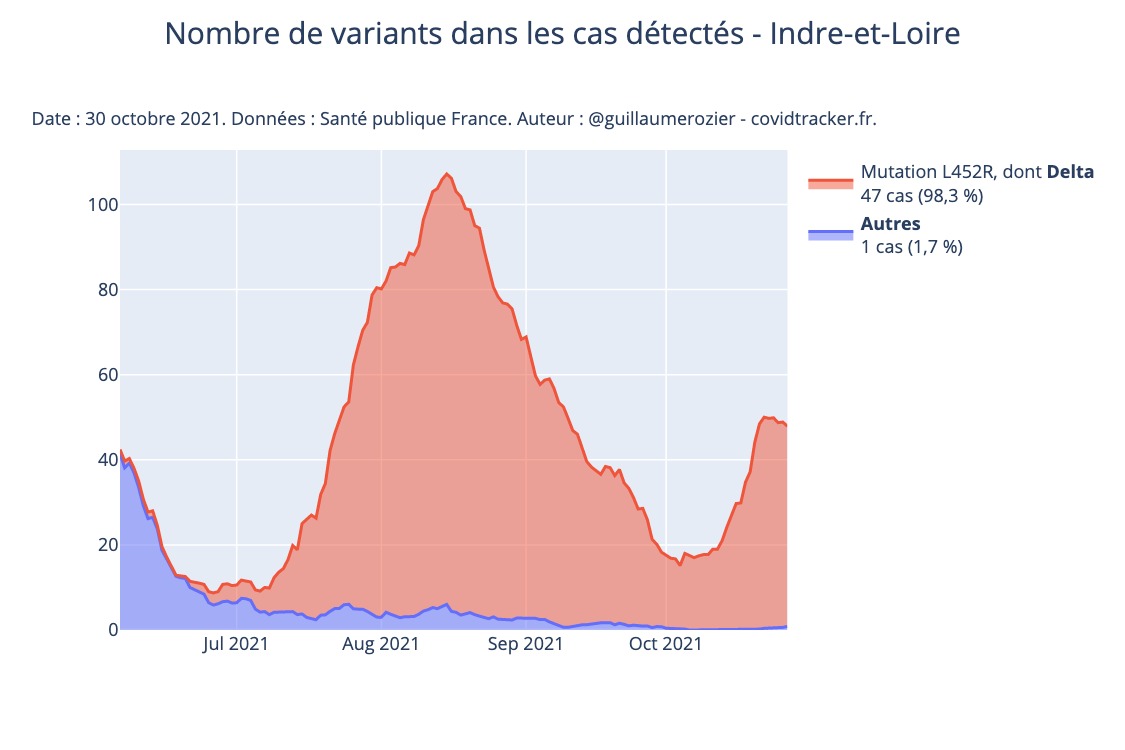 Nombre de variants dans les cas détectés - Indre-et-Loire
Date : 30 octobre 2021. Données : Santé publique France. Auteur : @guillaumerozier - covidtracker.fr.
Mutation L452R, dont Delta
47 cas (98,3 %)
Autres
1 cas (1,7 %)
100
80
60
40
20
0
Jul 2021 Aug 2021 Sep 2021 Oct 2021